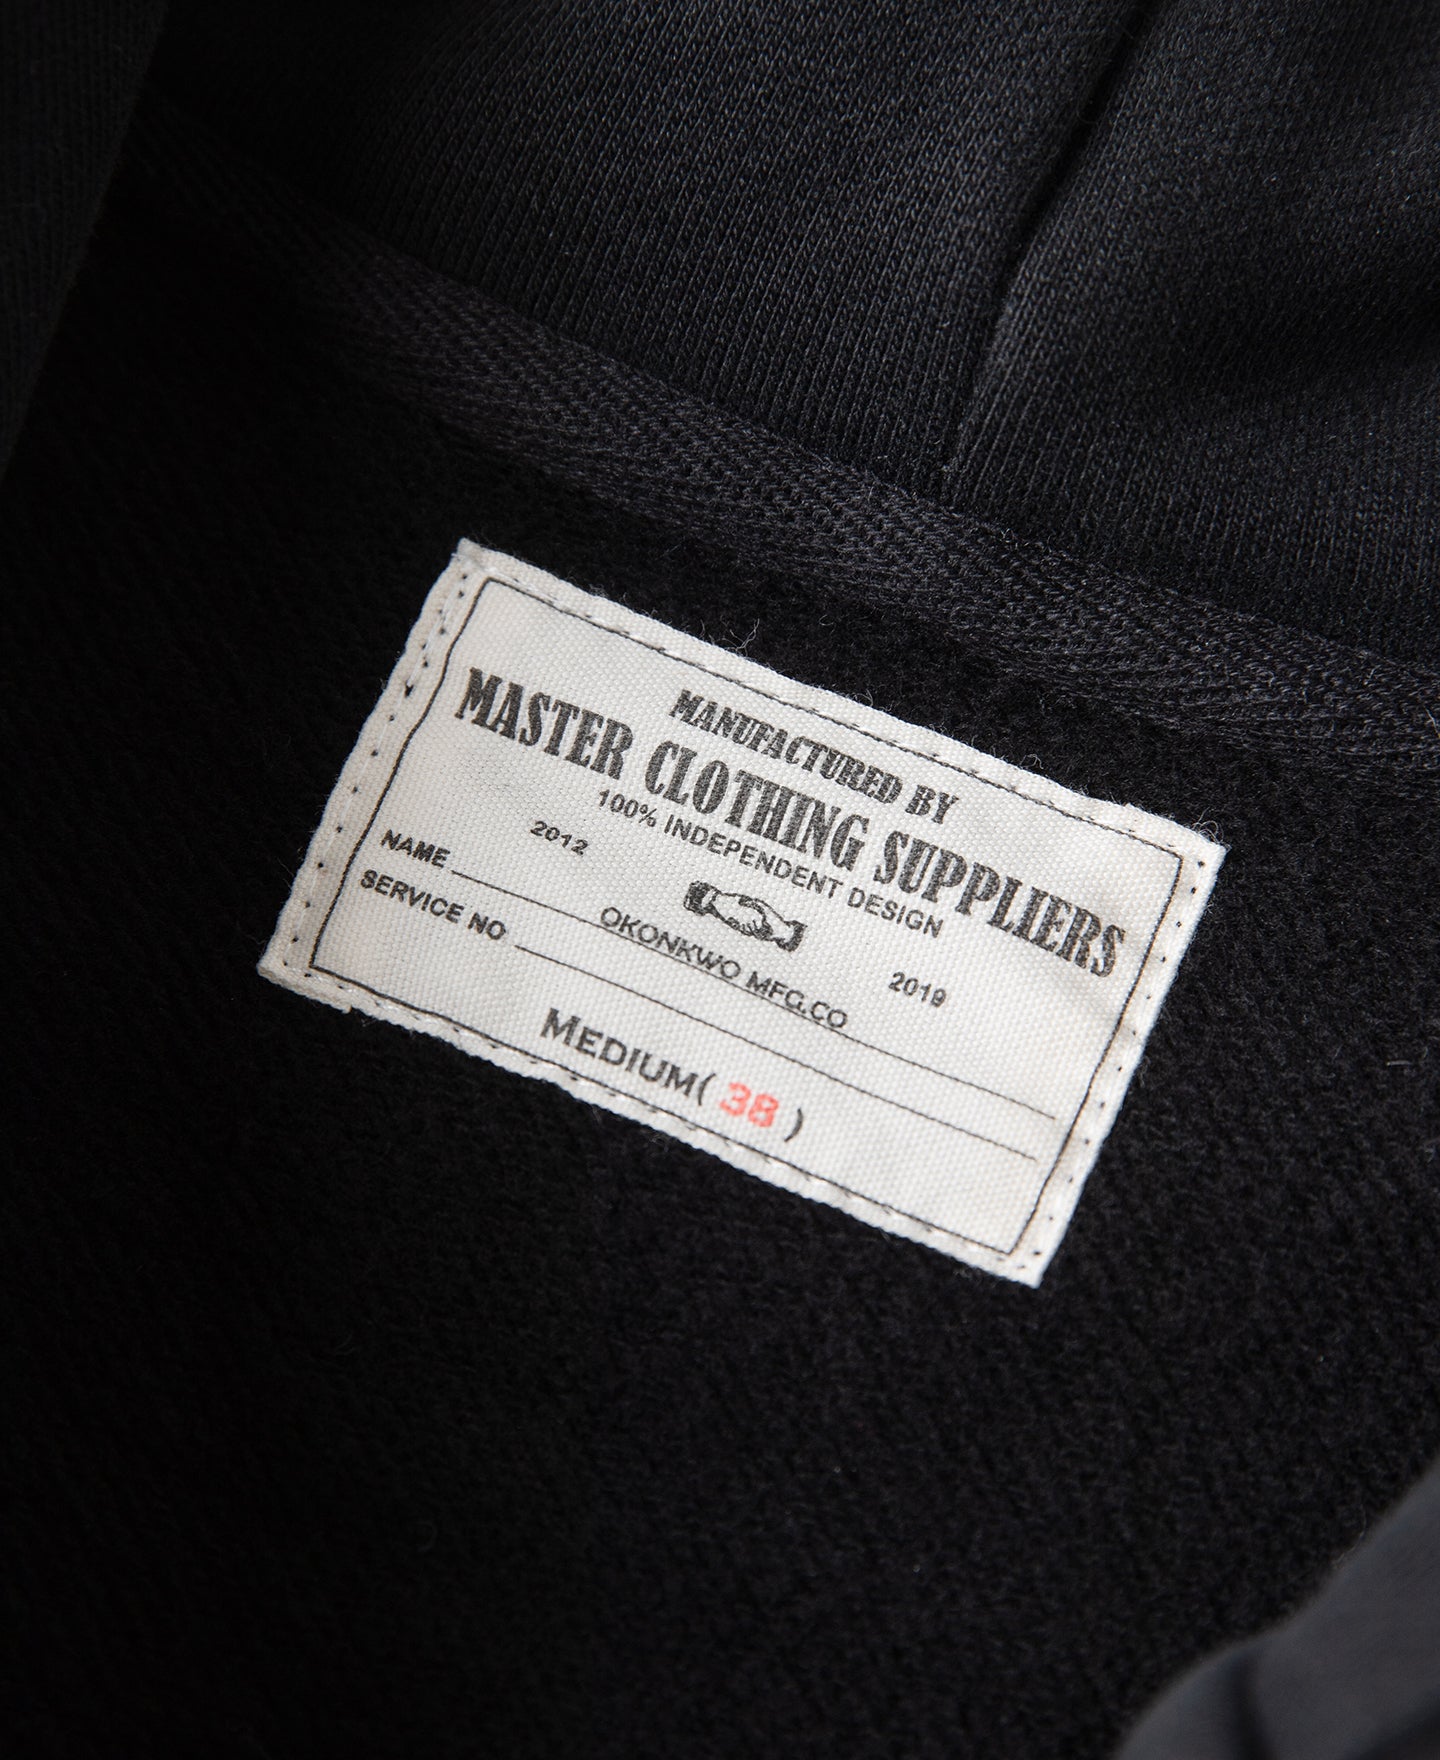 MANUFACTURED BY
MASTER CLOTHING SUPPLIERS
100% INDEPENDENT DESIGN
2012 2019
NAME
OKONKWO MFG.CO
SERVICE NO
MEDIUM( 38 )